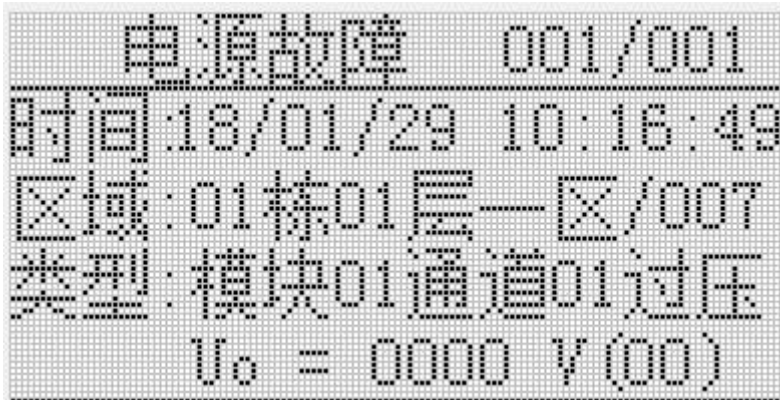 电源故障 001/001
时间:18/01/29 10:16:49
区域:01栋01层一区/007
类型:模块01通道01过压
Uo = 0000 V(00)